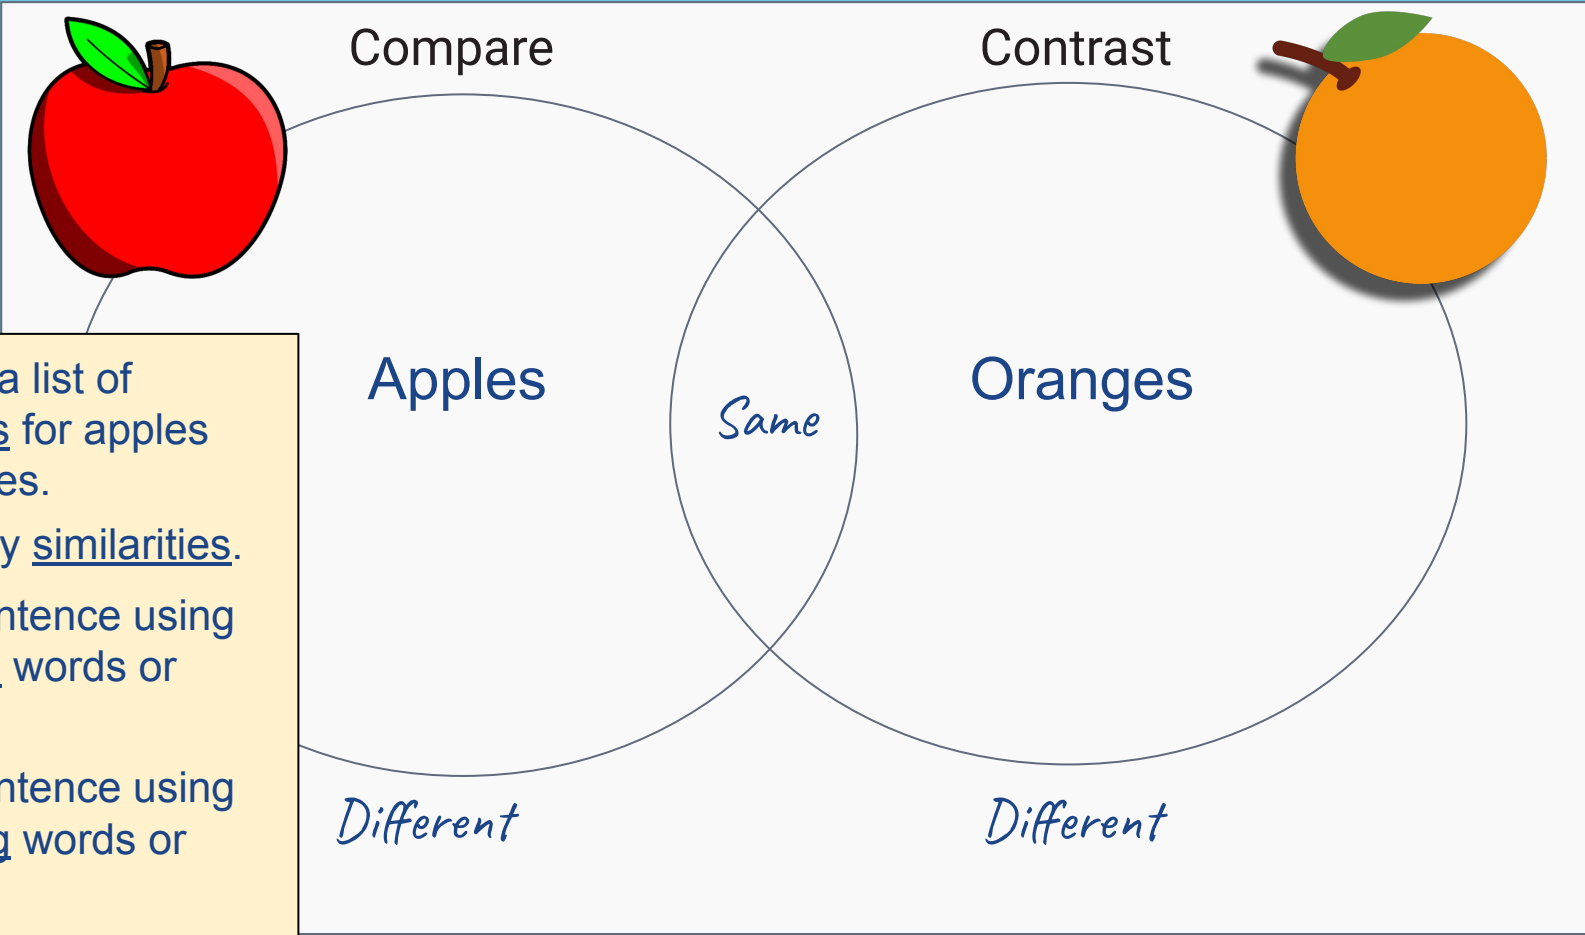 Compare
Contrast
Apples
Oranges
Same
a list of
s for apples
es.
y similarities.
ntence using
words or
ntence using
g words or
Different
Different